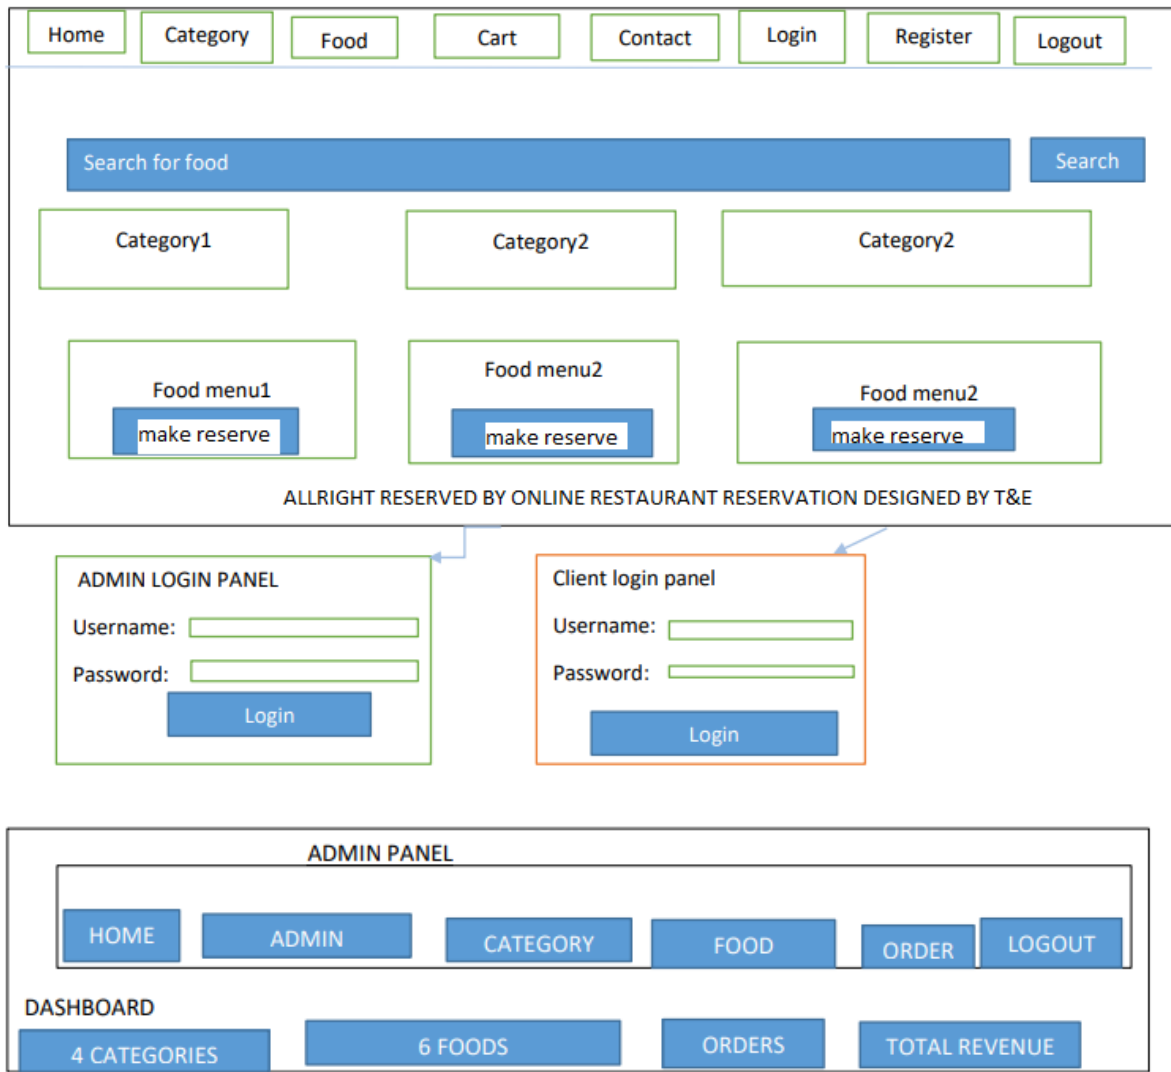 Home Category Food Cart Contact Login Register Logout
Search for food Search
Category1 Category2 Category2
Food menu1 Food menu2 Food menu2
make reserve make reserve make reserve
ALLRIGHT RESERVED BY ONLINE RESTAURANT RESERVATION DESIGNED BY T&E
ADMIN LOGIN PANEL
Username:
Password:
Login
Client login panel
Username:
Password:
Login
ADMIN PANEL
HOME ADMIN CATEGORY FOOD ORDER LOGOUT
DASHBOARD
4 CATEGORIES 6 FOODS ORDERS TOTAL REVENUE